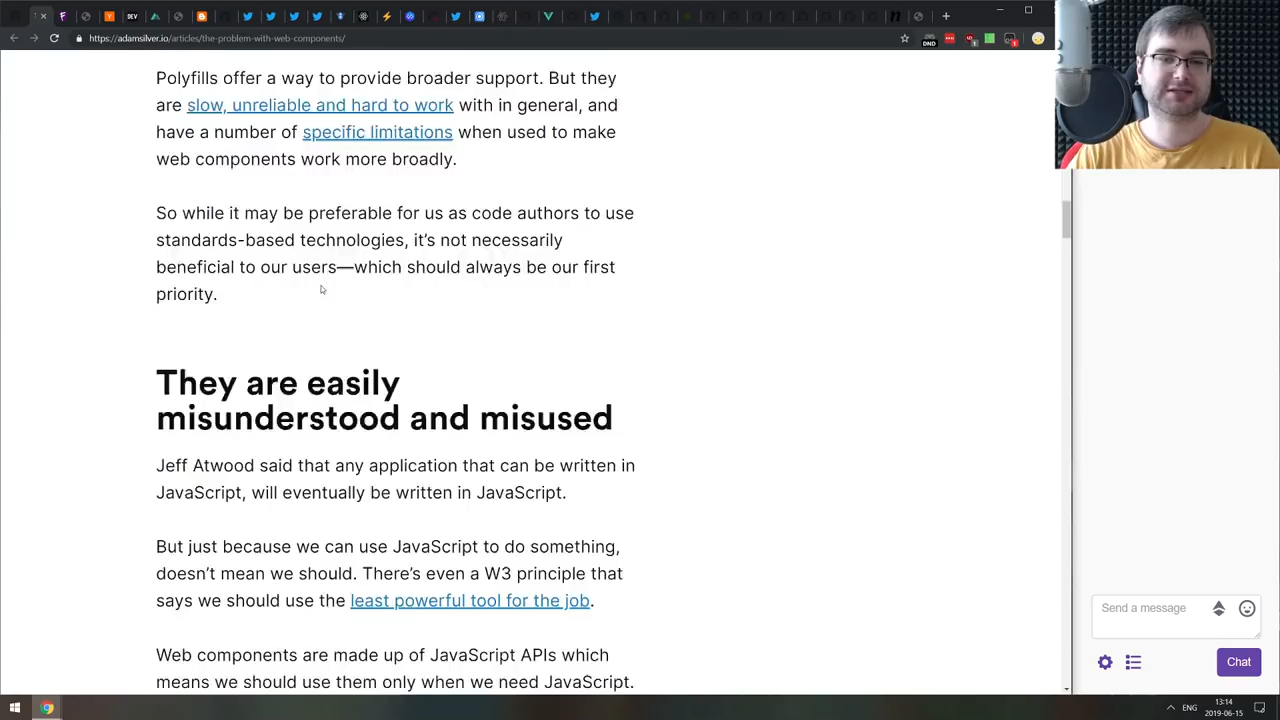 https://adamsilver.io/articles/the-problem-with-web-components/
DND
Polyfills offer a way to provide broader support. But they
are slow, unreliable and hard to work with in general, and
have a number of specific limitations when used to make
web components work more broadly.
So while it may be preferable for us as code authors to use
standards-based technologies, it’s not necessarily
beneficial to our users—which should always be our first
priority.
They are easily
misunderstood and misused
Jeff Atwood said that any application that can be written in
JavaScript, will eventually be written in JavaScript.
But just because we can use JavaScript to do something,
doesn’t mean we should. There’s even a W3 principle that
says we should use the least powerful tool for the job.
Web components are made up of JavaScript APIs which
means we should use them only when we need JavaScript.
Send a message
Chat
ENG
13:14
2019-06-15